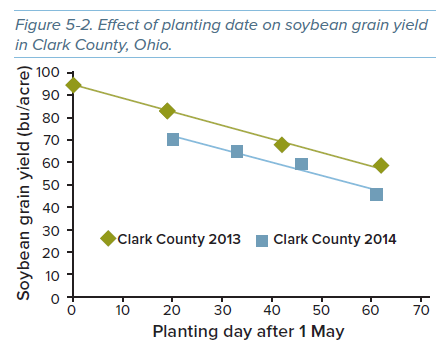 Figure 5-2. Effect of planting date on soybean grain yield
in Clark County, Ohio.
Soybean grain yield (bu/acre)
100
90
80
70
60
50
40
30
20
10
0
Clark County 2013
Clark County 2014
0 10 20 30 40 50 60 70
Planting day after 1 May